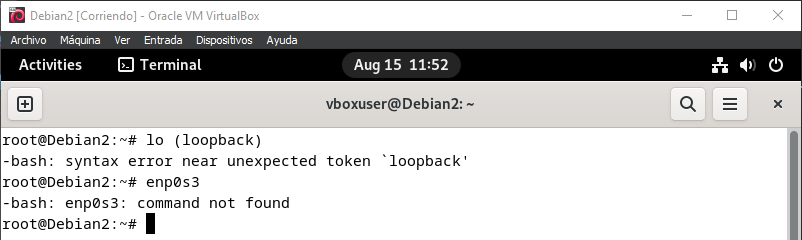 Debian2 [Corriendo] - Oracle VM VirtualBox
Archivo Máquina Ver Entrada Dispositivos Ayuda
Activities Terminal Aug 15 11:52
vboxuser@Debian2: ~
root@Debian2:~# lo (loopback)
-bash: syntax error near unexpected token `loopback'
root@Debian2:~# enp0s3
-bash: enp0s3: command not found
root@Debian2:~#